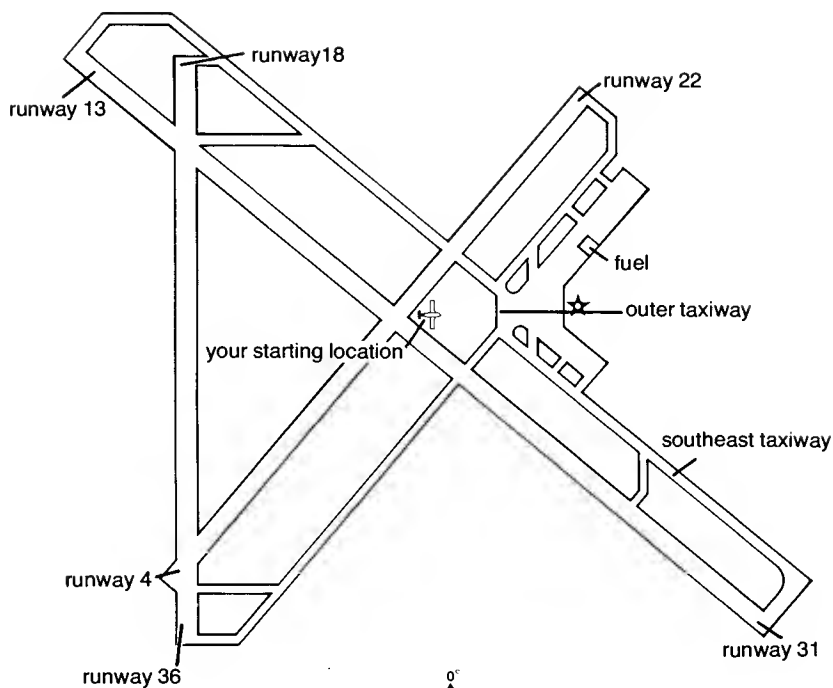 runway18
runway 13
runway 22
fuel
outer taxiway
your starting location
southeast taxiway
runway 4
runway 31
runway 36
0°